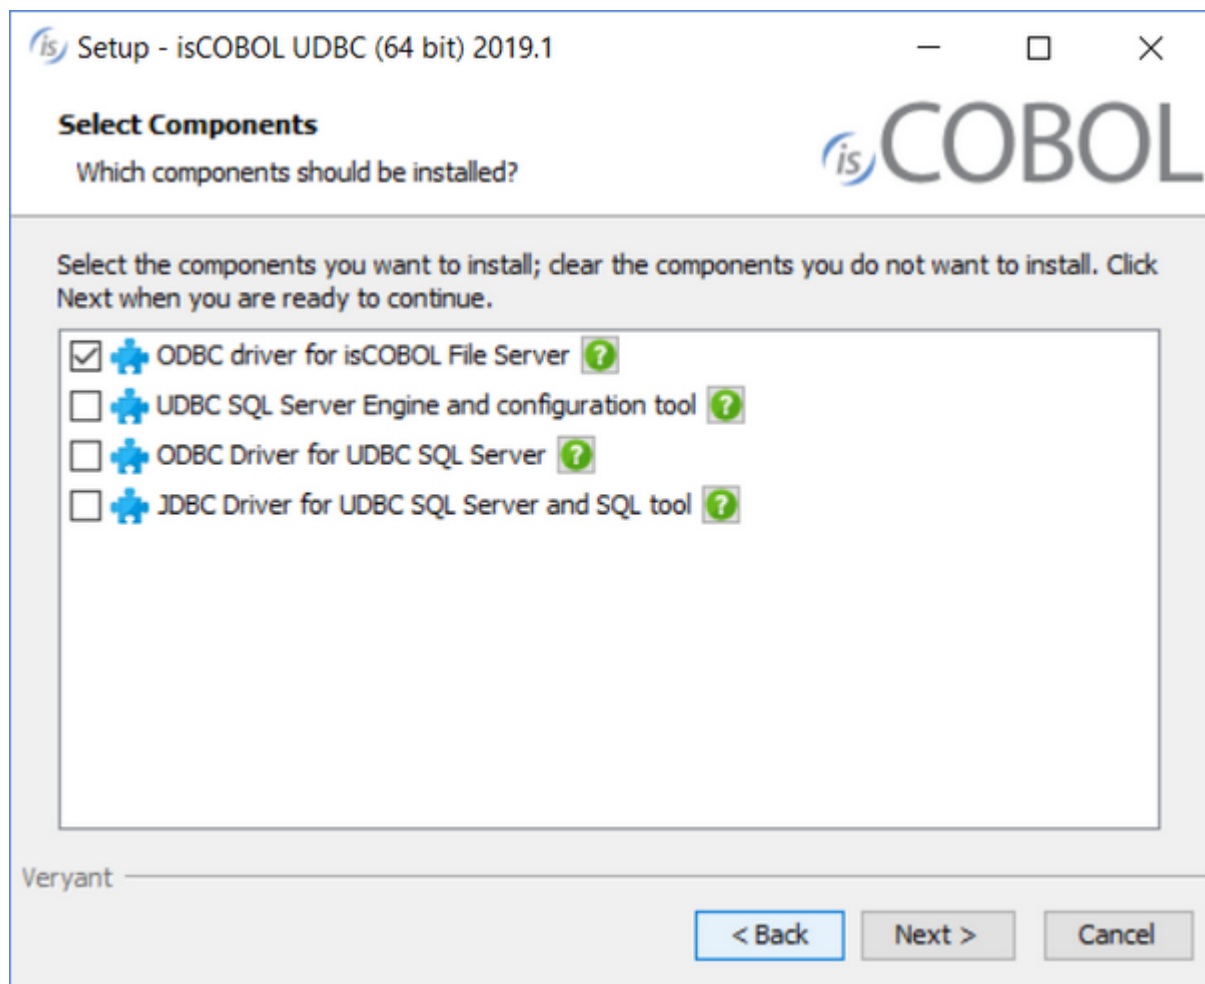 is Setup - isCOBOL UDBC (64 bit) 2019.1
Select Components
Which components should be installed?
is COBOL
Select the components you want to install; clear the components you do not want to install. Click
Next when you are ready to continue.
ODBC driver for isCOBOL File Server ?
UDBC SQL Server Engine and configuration tool ?
ODBC Driver for UDBC SQL Server ?
JDBC Driver for UDBC SQL Server and SQL tool ?
Veryant
< Back Next > Cancel